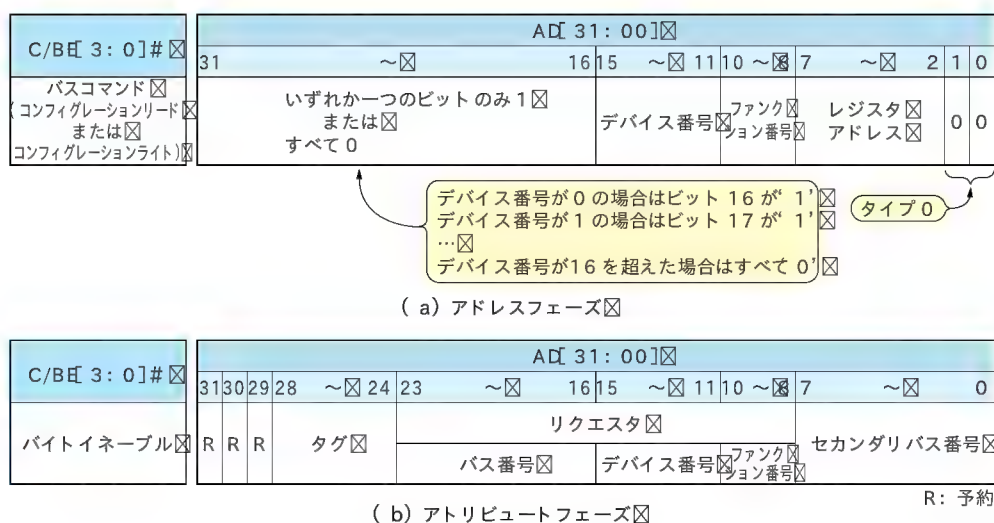 C/BE[3:0]#
AD[31:00]
31 ～ 16 15 ～ 11 10 ～ 8 7 ～ 2 1 0
バスコマンド
(コンフィグレーションリード
または
コンフィグレーションライト)
いずれか一つのビットのみ1
または
すべて0
デバイス番号
ファンク
ション番号
レジスタ
アドレス
0 0
デバイス番号が0の場合はビット 16が‘1’
デバイス番号が1の場合はビット 17が‘1’
…
デバイス番号が16を超えた場合はすべて 0’
タイプ0
(a) アドレスフェーズ
C/BE[3:0]#
AD[31:00]
31 30 29 28 ～ 24 23 ～ 16 15 ～ 11 10 ～ 8 7 ～ 0
バイトイネーブル
R R R
タグ
リクエスタ
バス番号
デバイス番号
ファンク
ション番号
セカンダリバス番号
R: 予約
(b) アトリビュートフェーズ